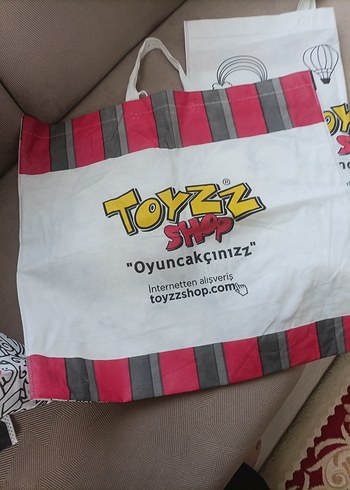 TOYZZ®
SHOP
"Oyuncakçınızz"
İnternetten alışveriş
toyzzshop.com